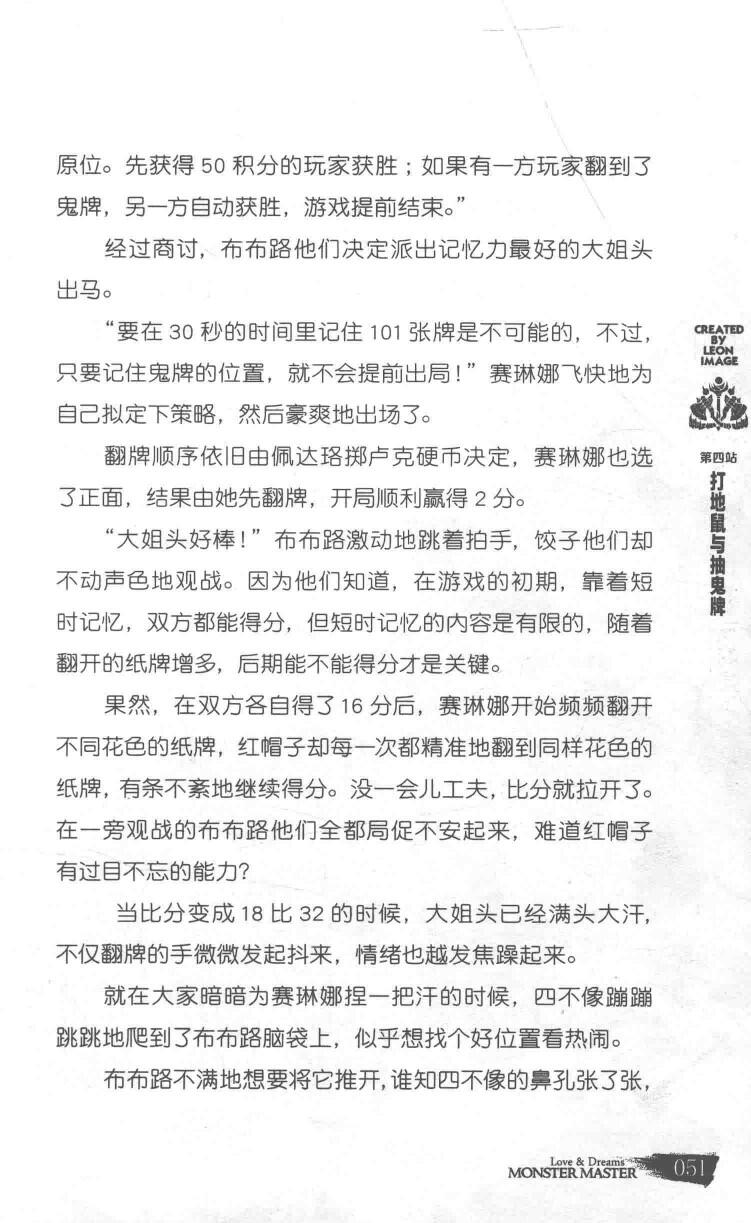 原位。先获得 50 积分的玩家获胜；如果有一方玩家翻到了
鬼牌，另一方自动获胜，游戏提前结束。”
经过商讨，布布路他们决定派出记忆力最好的大姐头
出马。
“要在 30 秒的时间里记住 101 张牌是不可能的，不过，
只要记住鬼牌的位置，就不会提前出局！”赛琳娜飞快地为
自己拟定下策略，然后豪爽地出场了。
翻牌顺序依旧由佩达珞掷卢克硬币决定，赛琳娜也选
了正面，结果由她先翻牌，开局顺利赢得 2 分。
“大姐头好棒！”布布路激动地跳着拍手，饺子他们却
不动声色地观战。因为他们知道，在游戏的初期，靠着短
时记忆，双方都能得分，但短时记忆的内容是有限的，随着
翻开的纸牌增多，后期能不能得分才是关键。
果然，在双方各自得了 16 分后，赛琳娜开始频频翻开
不同花色的纸牌，红帽子却每一次都精准地翻到同样花色的
纸牌，有条不紊地继续得分。没一会儿工夫，比分就拉开了。
在一旁观战的布布路他们全都局促不安起来，难道红帽子
有过目不忘的能力？
当比分变成 18 比 32 的时候，大姐头已经满头大汗，
不仅翻牌的手微微发起抖来，情绪也越发焦躁起来。
就在大家暗暗为赛琳娜捏一把汗的时候，四不像蹦蹦
跳跳地爬到了布布路脑袋上，似乎想找个好位置看热闹。
布布路不满地想要将它推开，谁知四不像的鼻孔张了张，
CREATED
BY
LEON
IMAGE
第四站
打地鼠与抽鬼牌
Love & Dreams
MONSTER MASTER
051